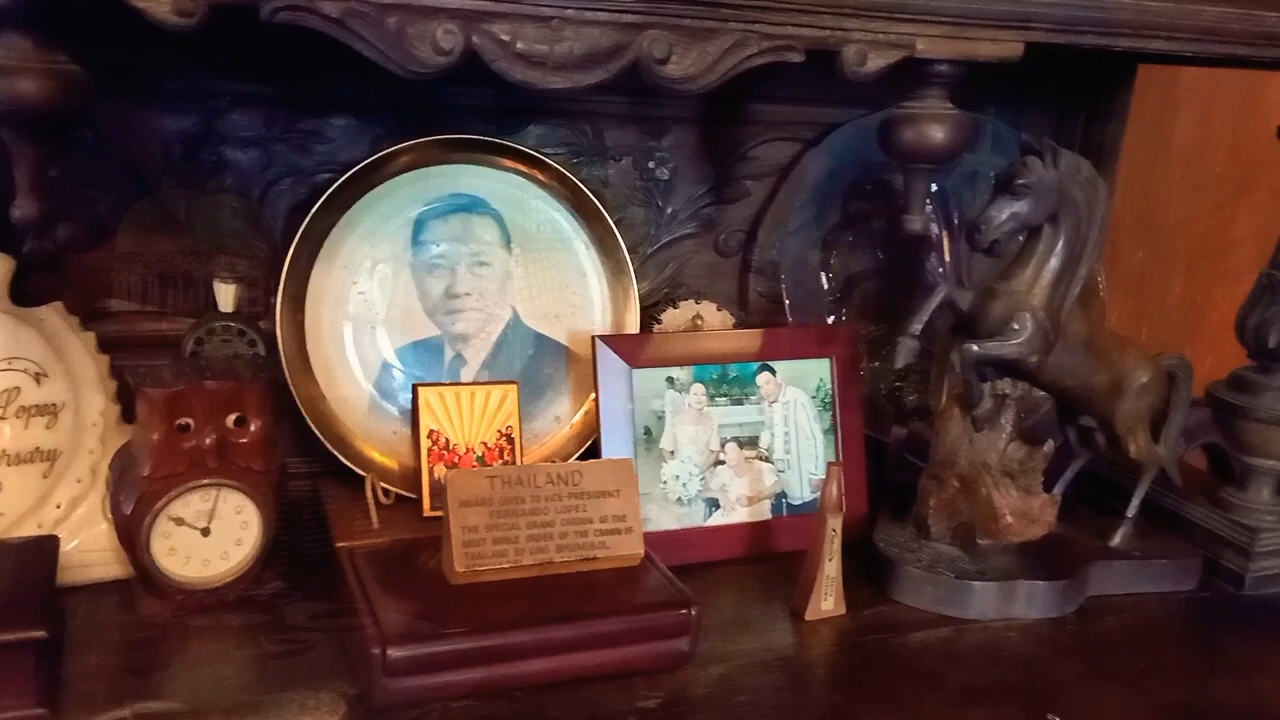 Lopez
rsary
THAILAND
AWARD GIVEN TO VICE-PRESIDENT
FERNANDO LOPEZ
THE SPECIAL GRAND CORDON OF THE
MOST NOBLE ORDER OF THE CROWN OF
THAILAND BY KING BHUMIBOL